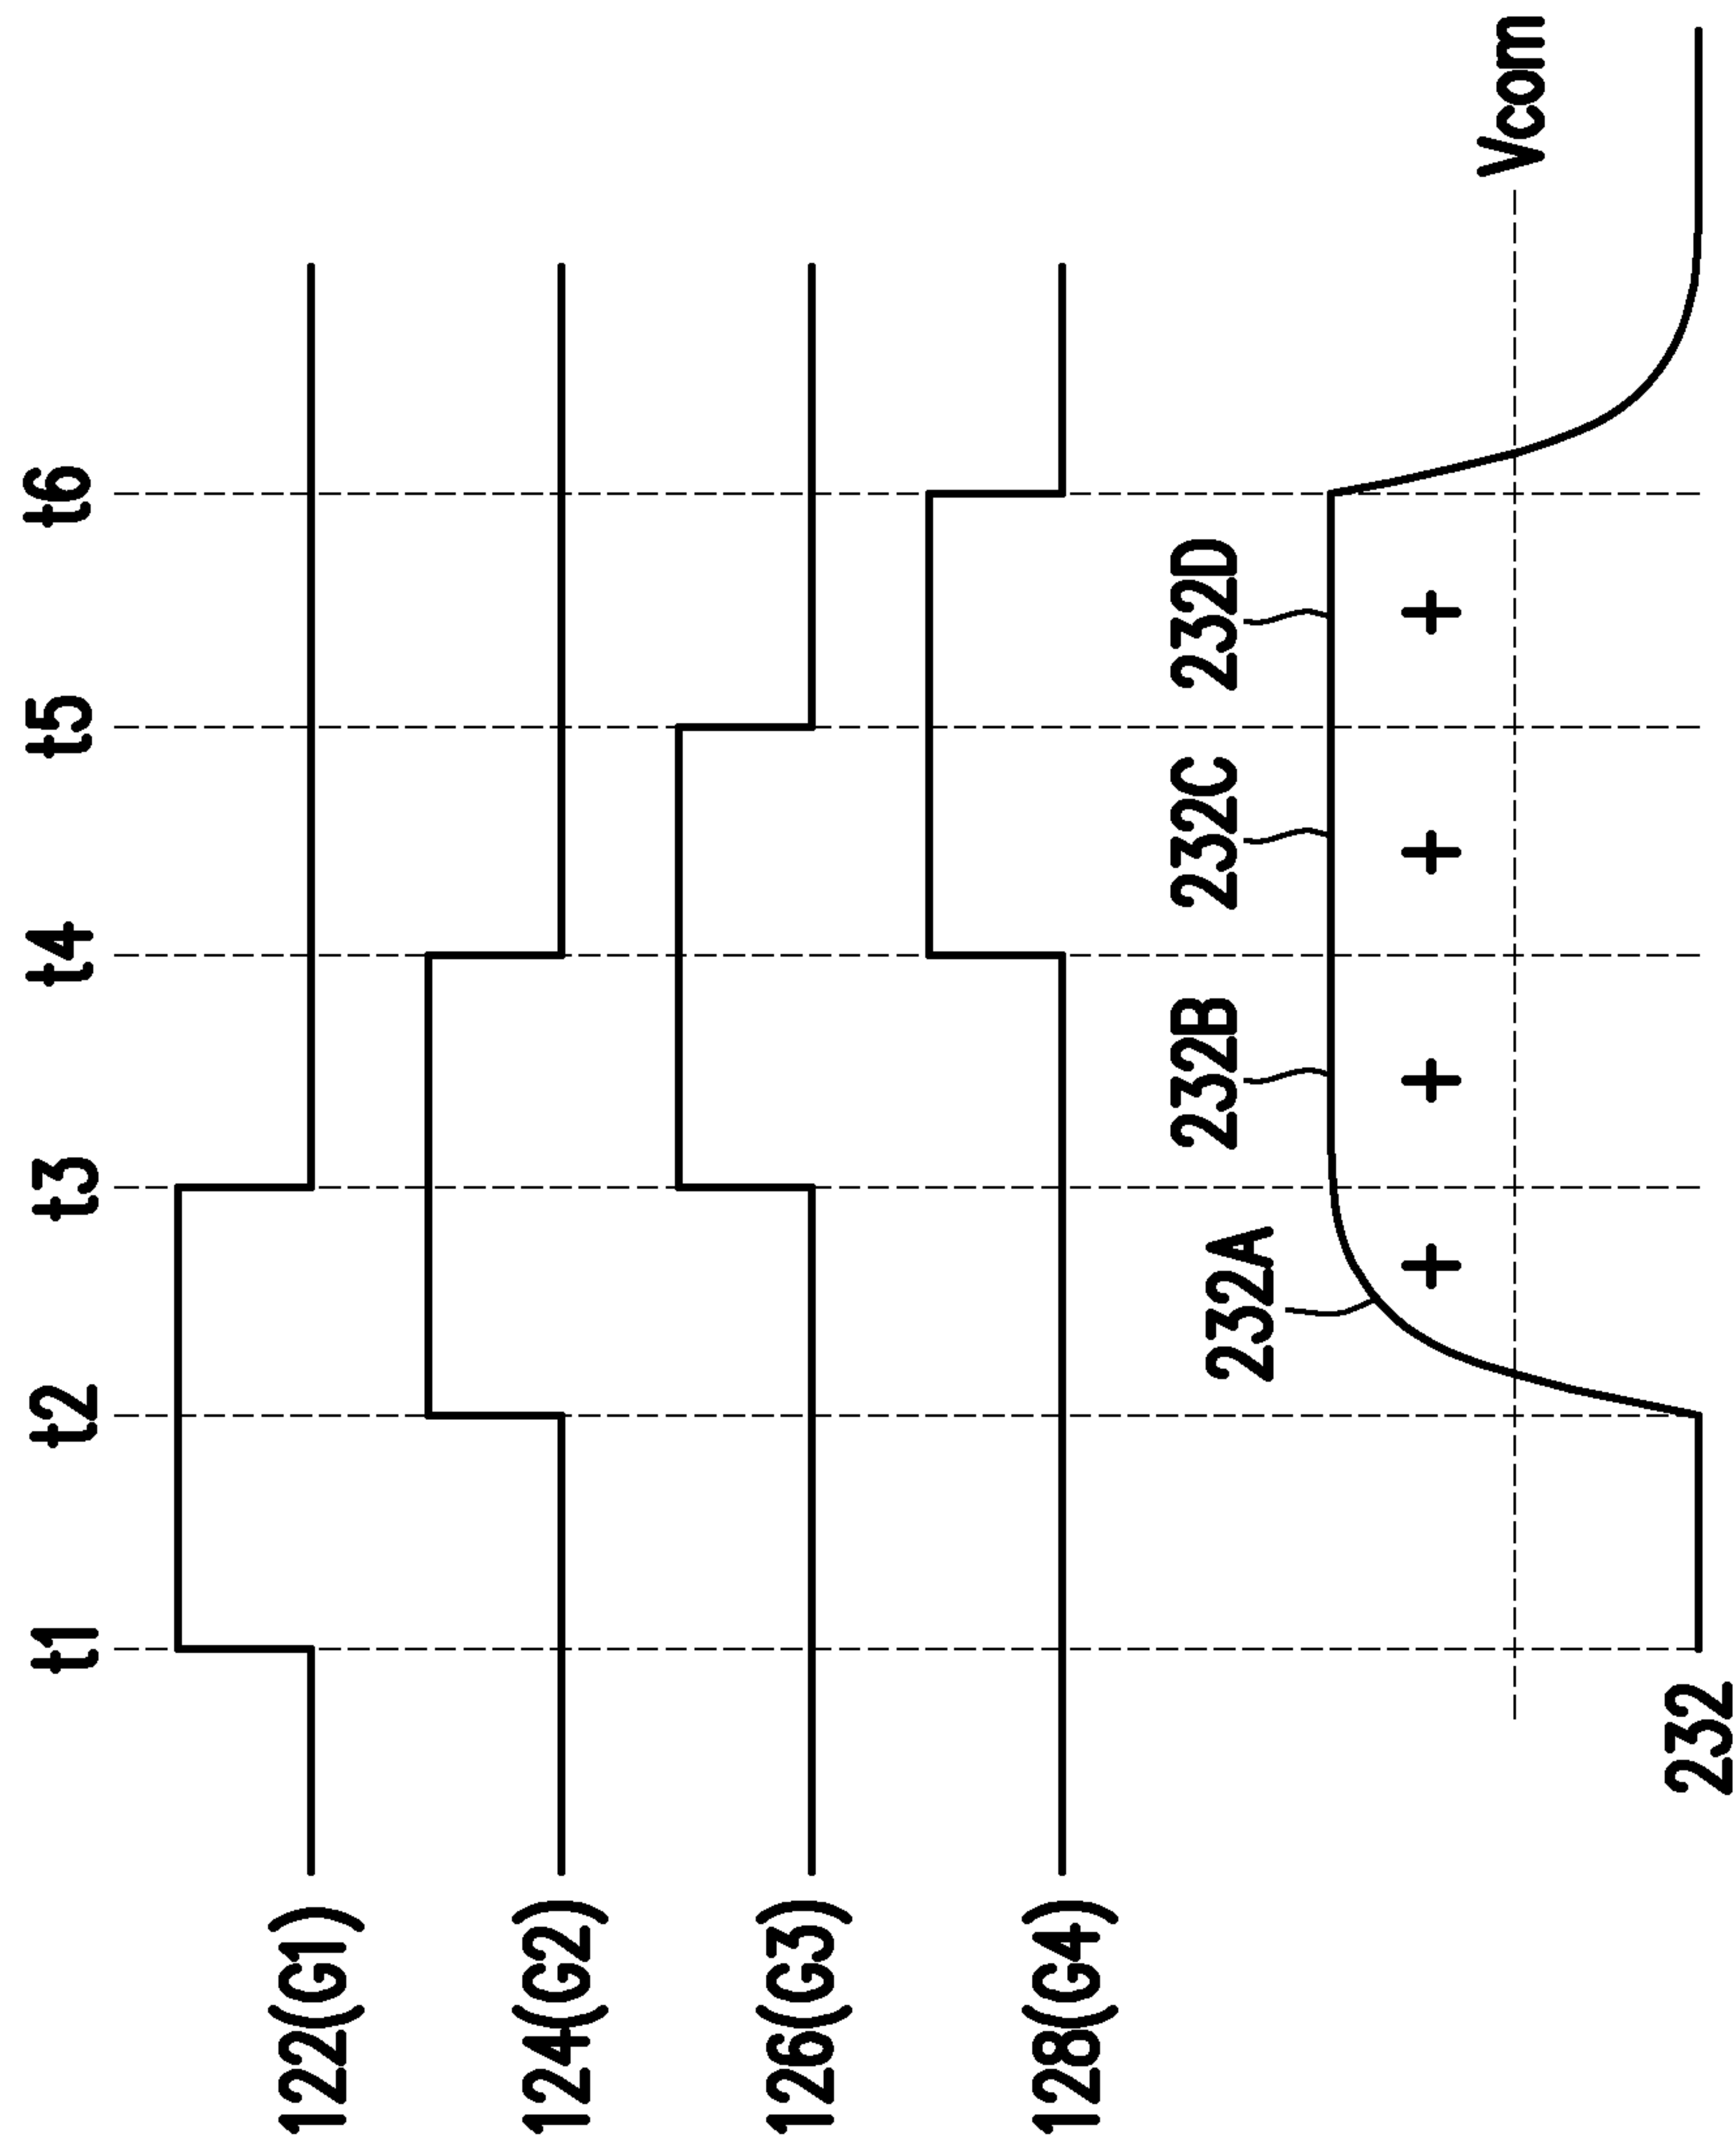 t1 t2 t3 t4 t5 t6
122(G1)
124(G2)
126(G3)
128(G4)
232A 232B 232C 232D
+ + + +
Vcom
232